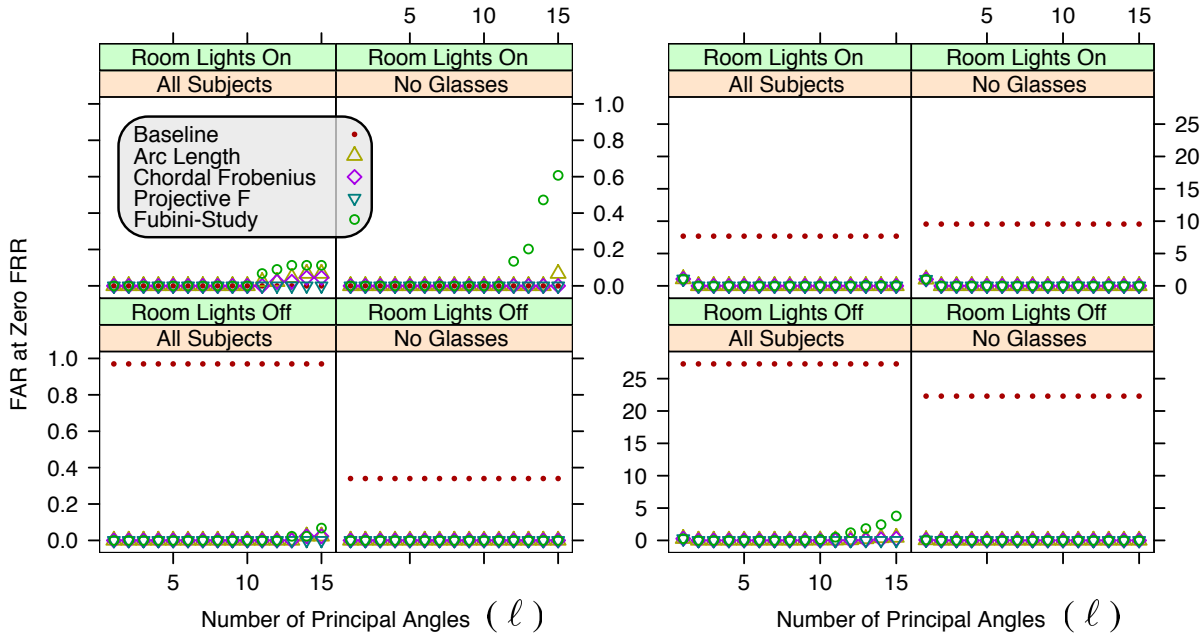 5 10 15 5 10 15
Room Lights On Room Lights On Room Lights On Room Lights On
All Subjects No Glasses All Subjects No Glasses
Baseline
Arc Length
Chordal Frobenius
Projective F
Fubini-Study
1.0
0.8
0.6
0.4
0.2
0.0
25
20
15
10
5
0
Room Lights Off Room Lights Off Room Lights Off Room Lights Off
All Subjects No Glasses All Subjects No Glasses
FAR at Zero FRR
1.0
0.8
0.6
0.4
0.2
0.0
25
20
15
10
5
0
5 10 15 5 10 15
Number of Principal Angles ( ℓ ) Number of Principal Angles ( ℓ )